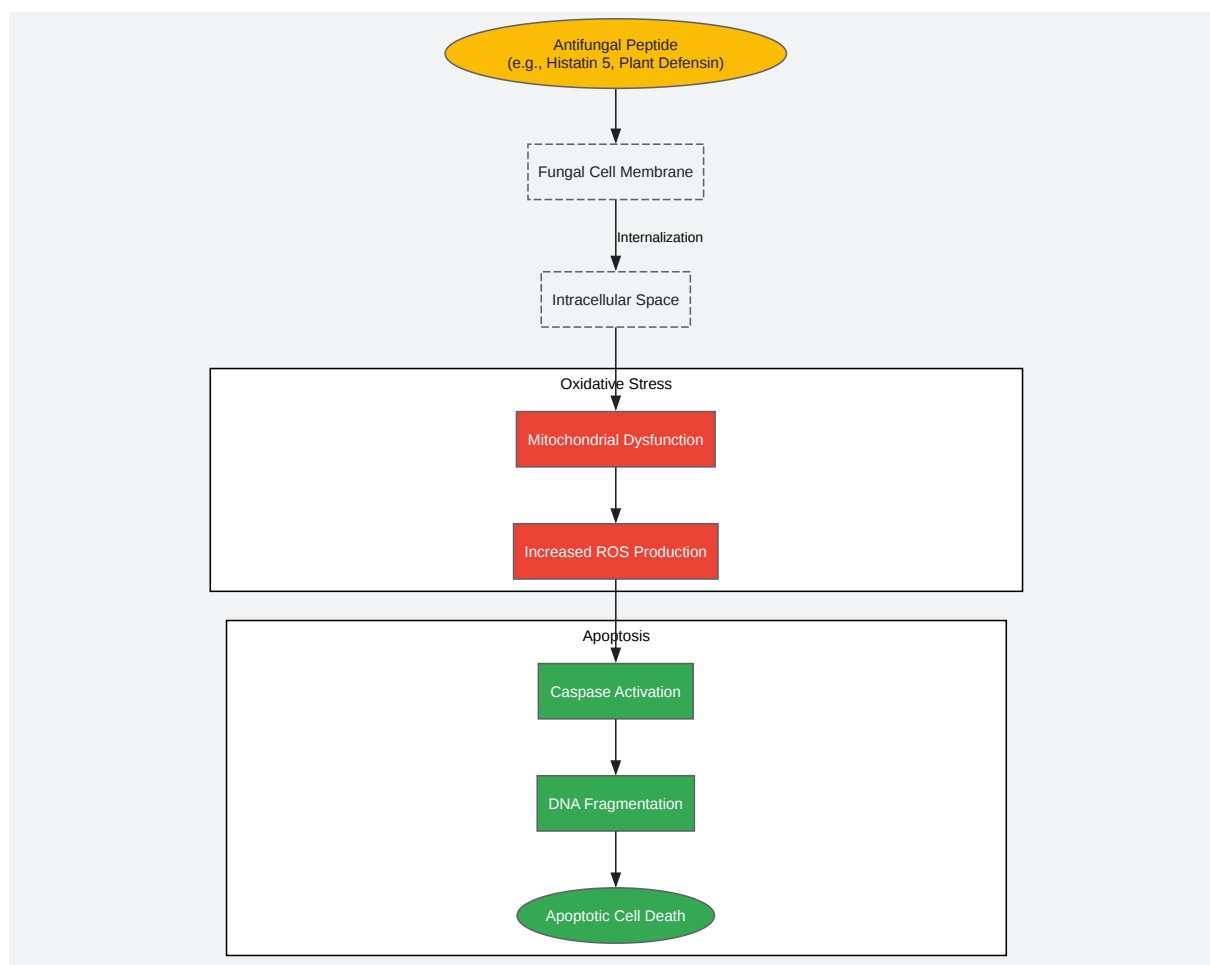 Antifungal Peptide
(e.g., Histatin 5, Plant Defensin)
Fungal Cell Membrane
Internalization
Intracellular Space
Oxidative Stress
Mitochondrial Dysfunction
Increased ROS Production
Apoptosis
Caspase Activation
DNA Fragmentation
Apoptotic Cell Death